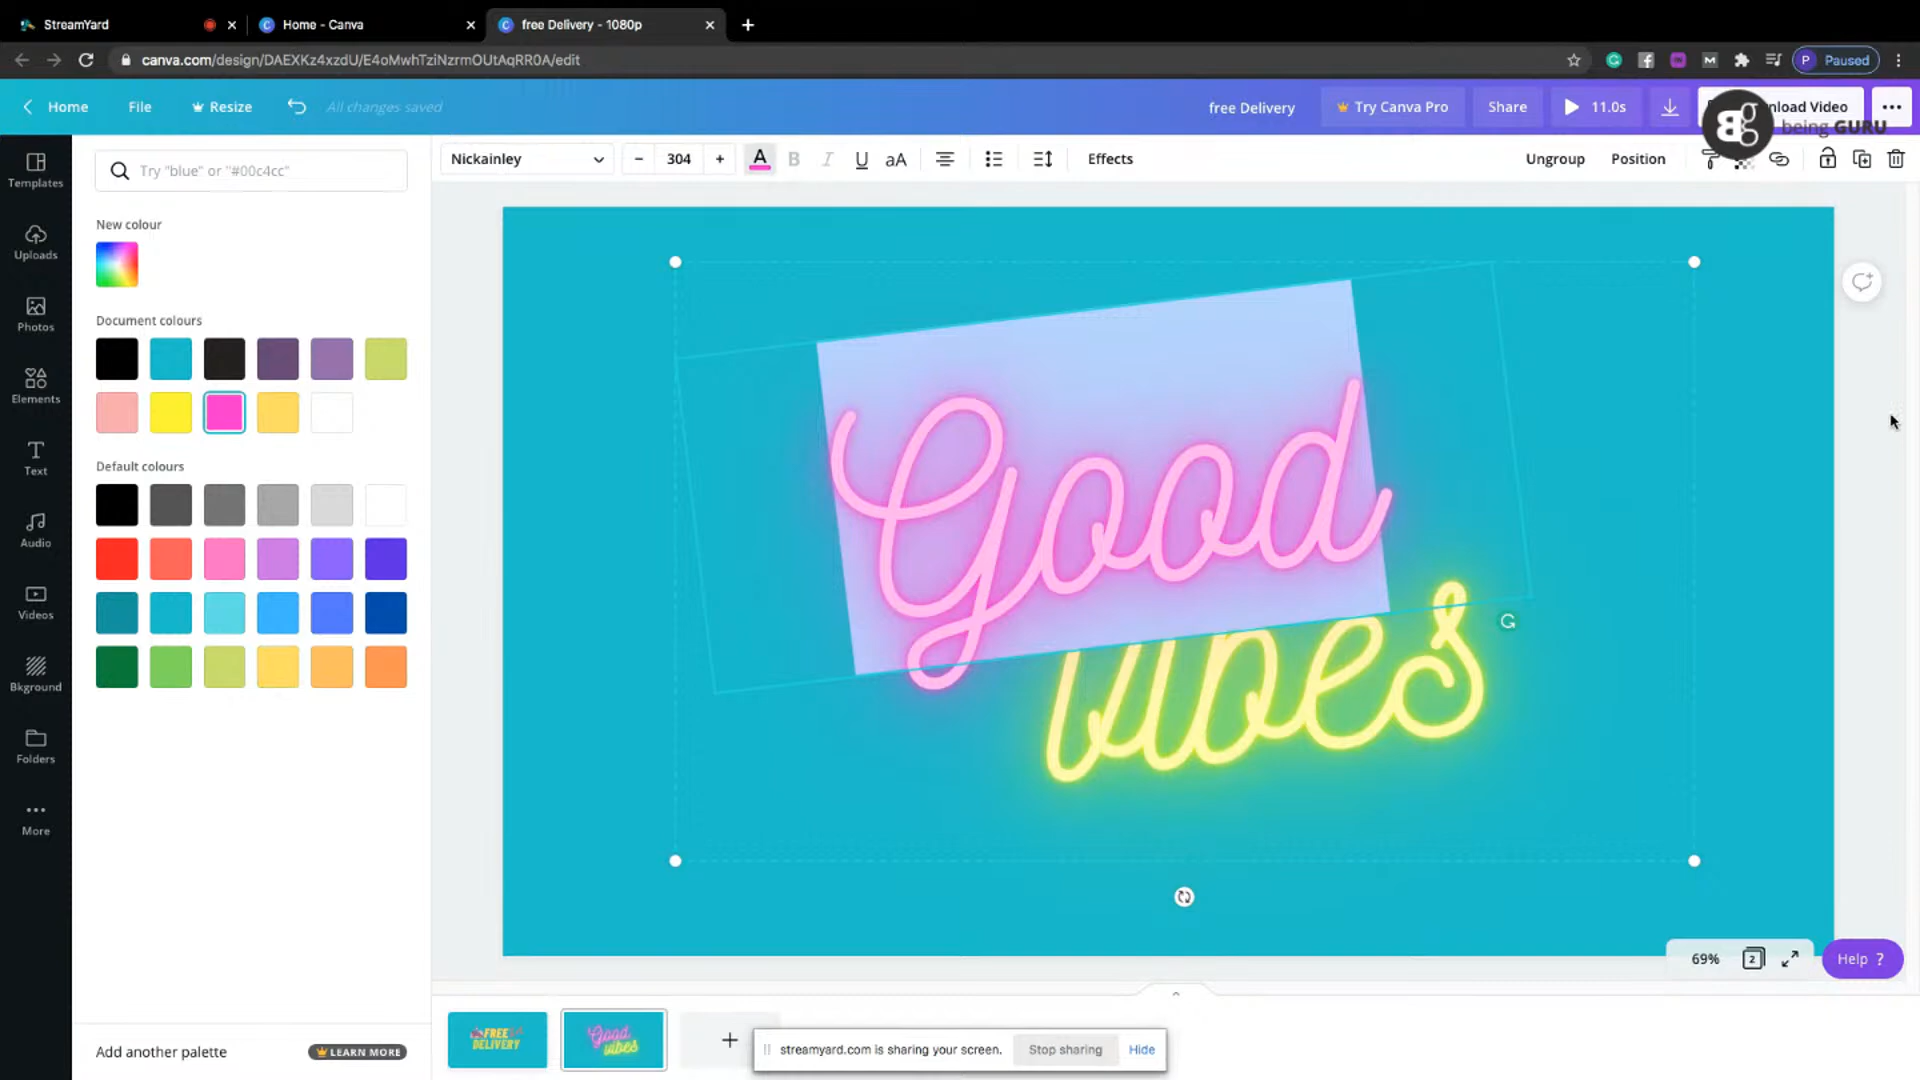 StreamYard
Home - Canva
free Delivery - 1080p
canva.com/design/DAEXKz4xzdU/E4oMwhTziNzrmOUtAqRR0A/edit
P Paused
Home File Resize All changes saved free Delivery Try Canva Pro Share 11.0s nload Video
being GURU
Nickainley 304 A B I U aA Effects Ungroup Position
Try "blue" or "#00c4cc"
Templates
Uploads
Photos
Elements
Text
Audio
Videos
Bkground
Folders
More
New colour
Document colours
Default colours
Add another palette LEARN MORE
Good
vibes
69% 2 Help ?
FREE
DELIVERY
Good
vibes
streamyard.com is sharing your screen. Stop sharing Hide